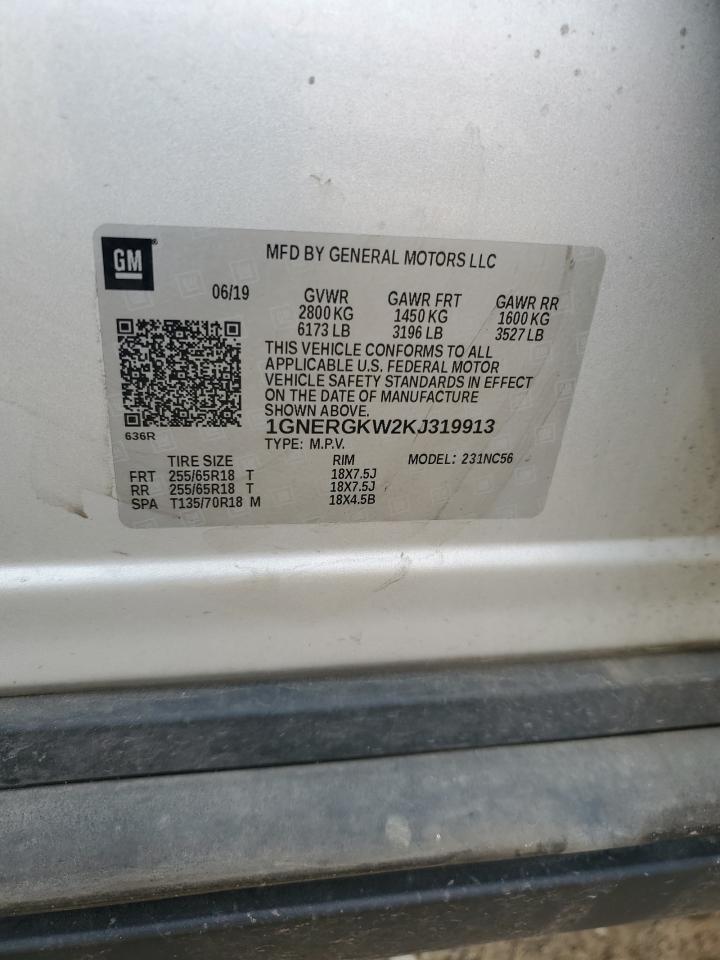 GM
MFD BY GENERAL MOTORS LLC
06/19 GVWR GAWR FRT GAWR RR
2800 KG 1450 KG 1600 KG
6173 LB 3196 LB 3527 LB
THIS VEHICLE CONFORMS TO ALL
APPLICABLE U.S. FEDERAL MOTOR
VEHICLE SAFETY STANDARDS IN EFFECT
ON THE DATE OF MANUFACTURE
SHOWN ABOVE.
636R
1GNERGKW2KJ319913
TYPE: M.P.V.
TIRE SIZE RIM MODEL: 231NC56
FRT 255/65R18 T 18X7.5J
RR 255/65R18 T 18X7.5J
SPA T135/70R18 M 18X4.5B